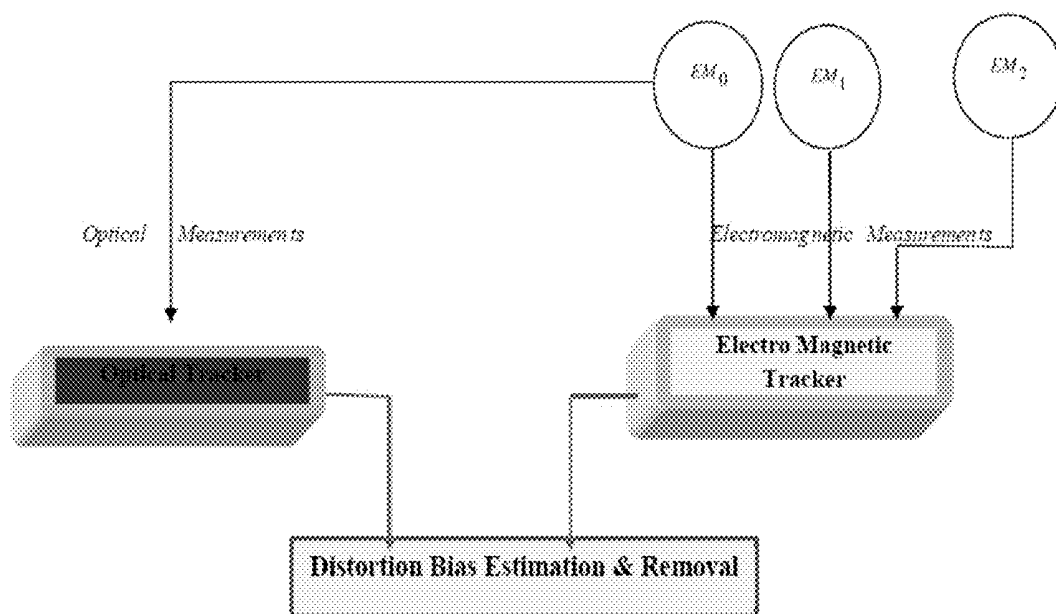 EM0 EM1 EM2
Optical Measurements Electromagnetic Measurements
Optical Tracker
Electro Magnetic
Tracker
Distortion Bias Estimation & Removal